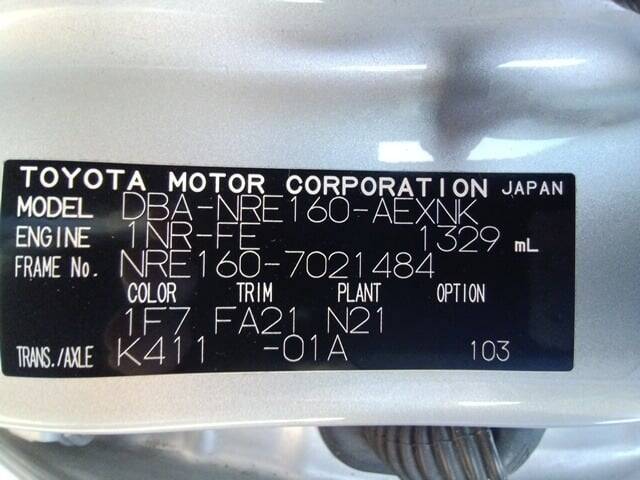 TOYOTA MOTOR CORPORATION JAPAN
MODEL DBA-NRE160-AEXNK
ENGINE 1NR-FE 1329 mL
FRAME No. NRE160-7021484
COLOR TRIM PLANT OPTION
1F7 FA21 N21
TRANS./AXLE K411 -01A 103